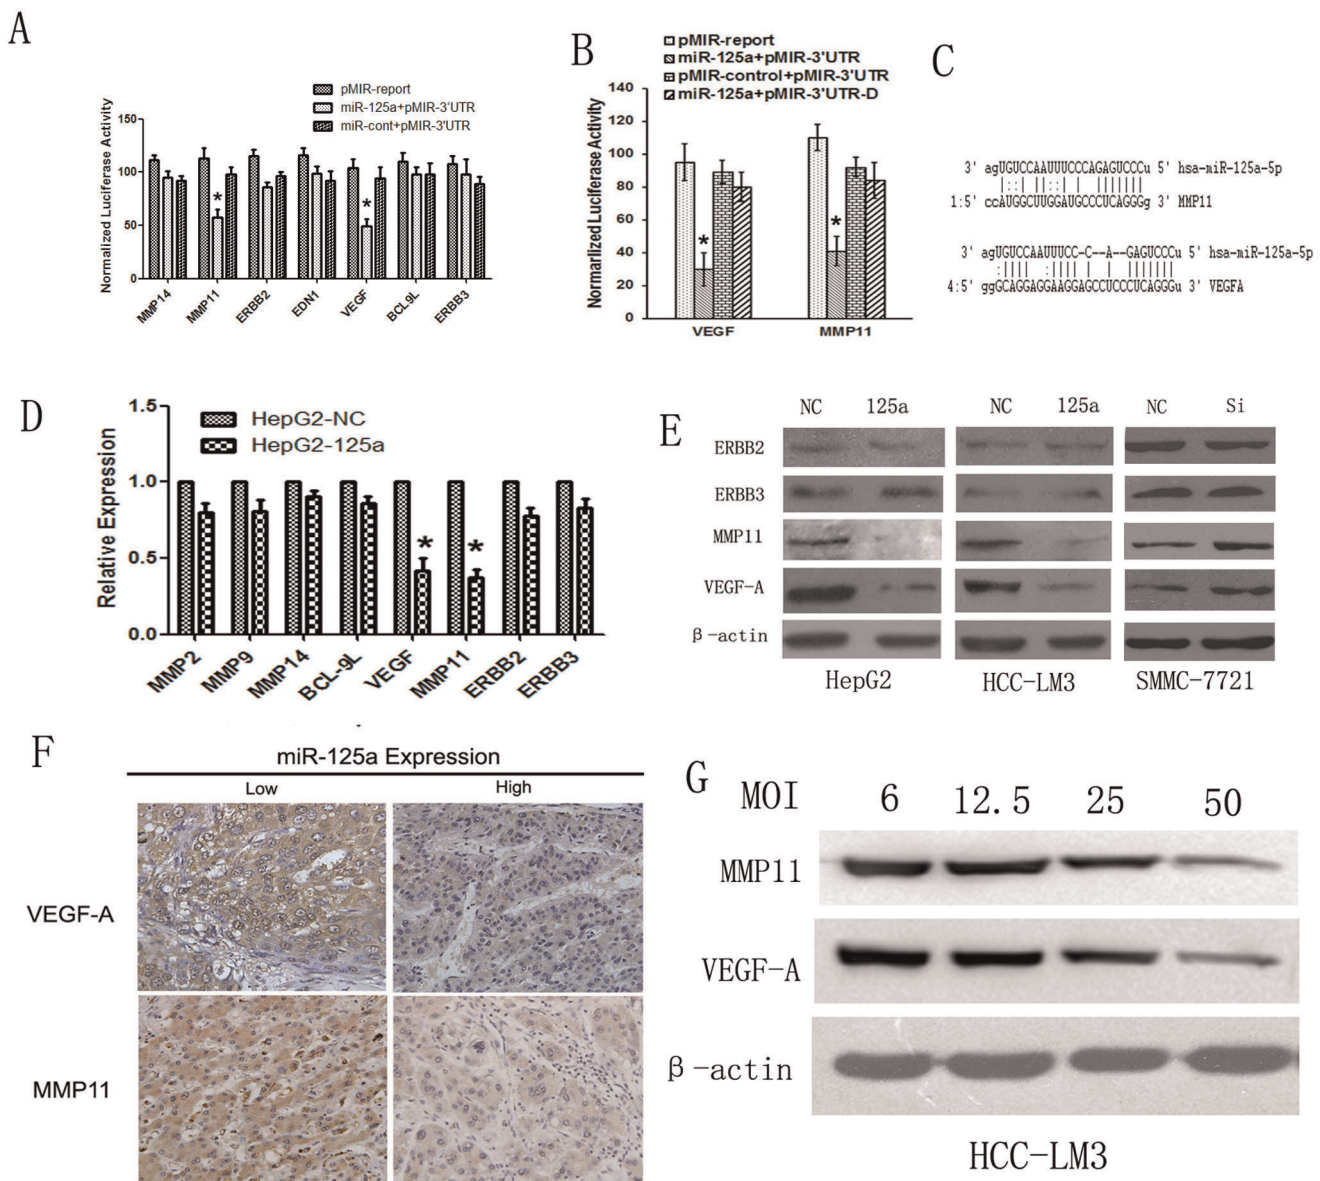 A
pMIR-report
miR-125a+pMIR-3'UTR
miR-cont+pMIR-3'UTR
Normalized Luciferase Activity
150
100
50
0
MMP14
MMP11
ERBB2
EDN1
VEGF
BCL-9L
ERBB3
*
*
B
pMIR-report
miR-125a+pMIR-3'UTR
pMIR-control+pMIR-3'UTR
miR-125a+pMIR-3'UTR-D
Normarlized Luciferase Activity
140
120
100
80
60
40
20
0
*
*
VEGF
MMP11
C
3' agUGUCCAAUUUCCCAGAGUCCCu 5' hsa-miR-125a-5p
1:5' ccAUGGCUUGGAUGCCCUCAGGGg 3' MMP11
3' agUGUCCAAUUUCC-C--A--GAGUCCCu 5' hsa-miR-125a-5p
4:5' ggGCAGGAGGAAGGAGCCUCCCUCAGGGu 3' VEGFA
D
HepG2-NC
HepG2-125a
Relative Expression
1.5
1.0
0.5
0.0
*
*
MMP2
MMP9
MMP14
BCL-9L
VEGF
MMP11
ERBB2
ERBB3
E
NC 125a NC 125a NC Si
ERBB2
ERBB3
MMP11
VEGF-A
β-actin
HepG2 HCC-LM3 SMMC-7721
F
miR-125a Expression
Low High
VEGF-A
MMP11
G
MOI 6 12.5 25 50
MMP11
VEGF-A
β-actin
HCC-LM3